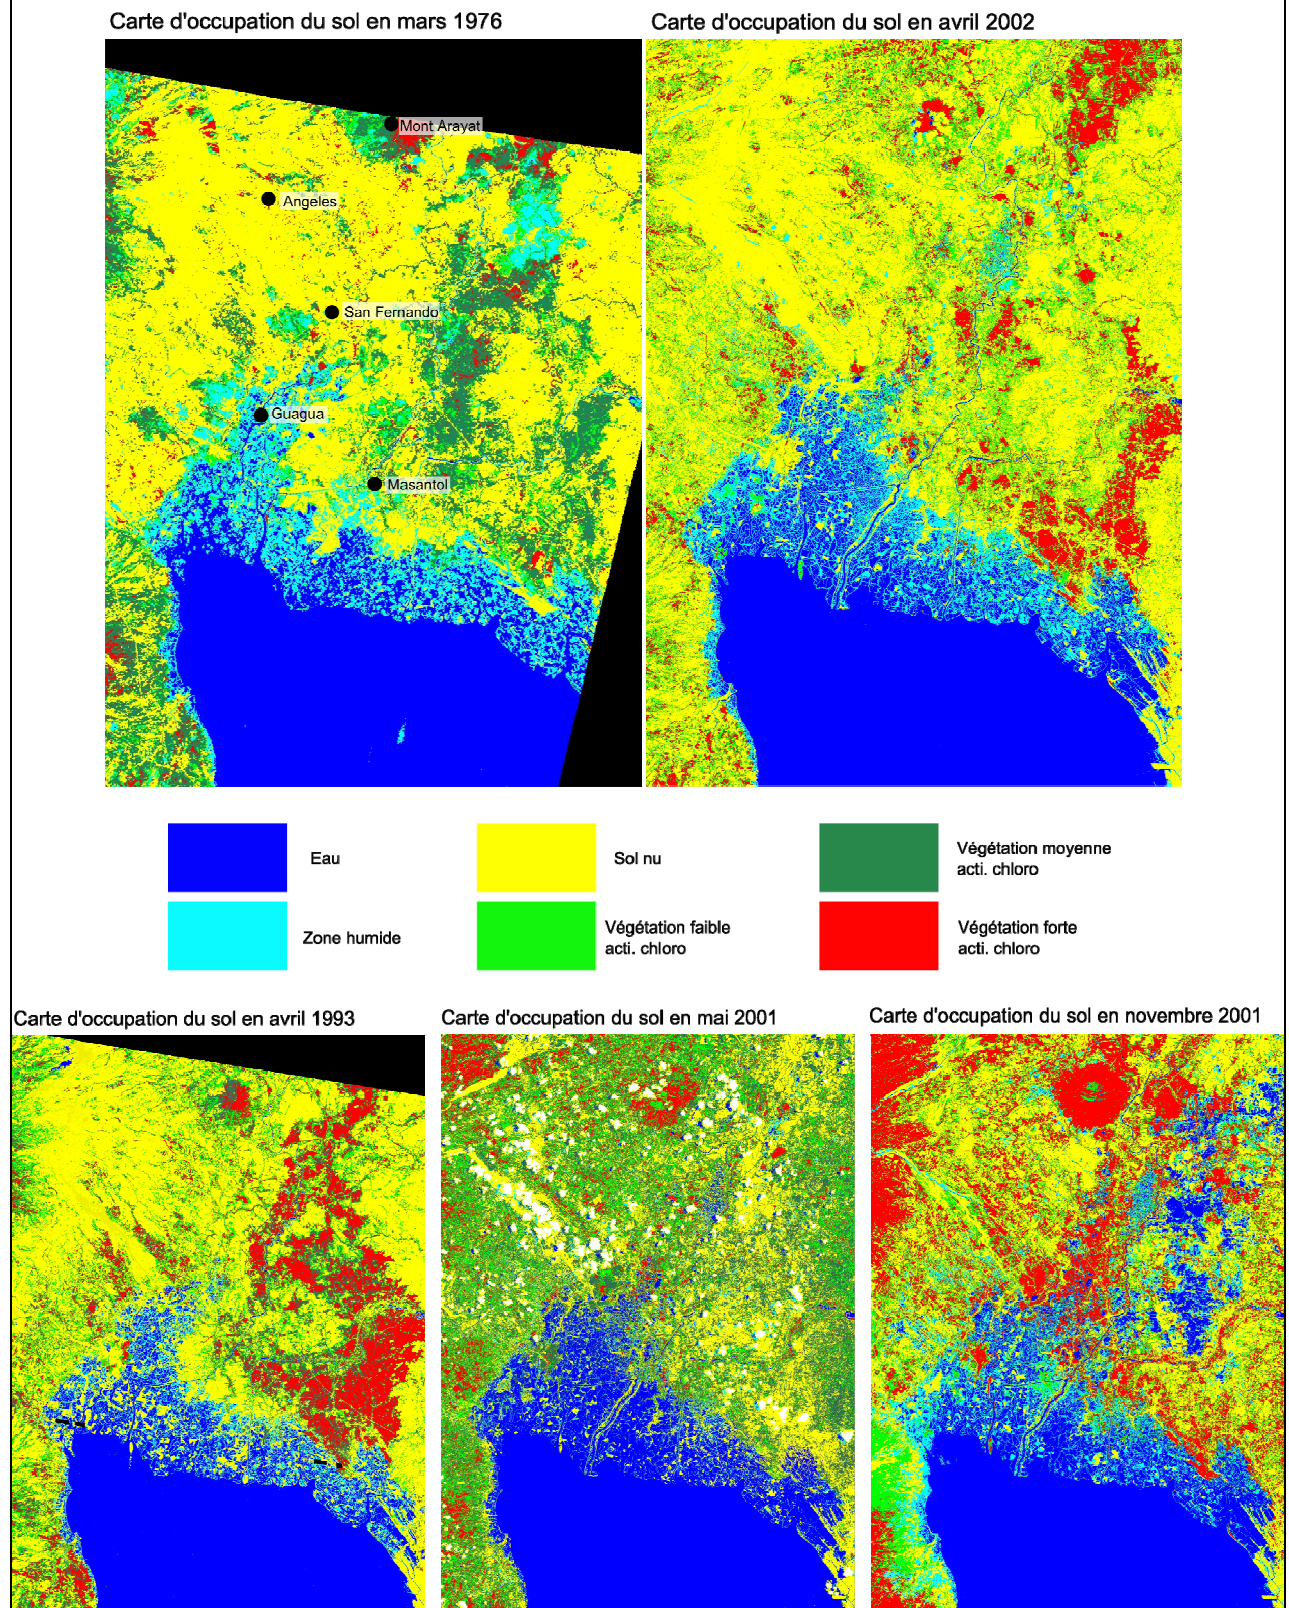 Carte d'occupation du sol en mars 1976
Carte d'occupation du sol en avril 2002
Mont Arayat
Angeles
San Fernando
Guagua
Masantol
Eau
Sol nu
Végétation moyenne
acti. chloro
Zone humide
Végétation faible
acti. chloro
Végétation forte
acti. chloro
Carte d'occupation du sol en avril 1993
Carte d'occupation du sol en mai 2001
Carte d'occupation du sol en novembre 2001